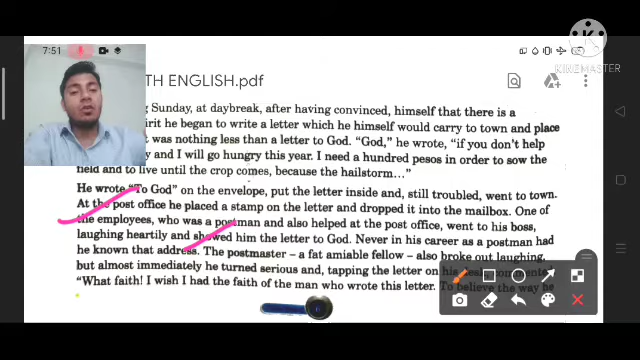 7:51
K
TH ENGLISH.pdf
g Sunday, at daybreak, after having convinced, himself that there is a
irit he began to write a letter which he himself would carry to town and place
t was nothing less than a letter to God. "God," he wrote, "if you don't help
y and I will go hungry this year. I need a hundred pesos in order to sow the
field and to live until the crop comes, because the hailstorm..."
He wrote "To God" on the envelope, put the letter inside and, still troubled, went to town.
At the post office he placed a stamp on the letter and dropped it into the mailbox. One of
the employees, who was a postman and also helped at the post office, went to his boss,
laughing heartily and showed him the letter to God. Never in his career as a postman had
he known that address. The postmaster – a fat amiable fellow – also broke out laughing,
but almost immediately he turned serious and, tapping the letter on his desk, commented,
"What faith! I wish I had the faith of the man who wrote this letter. To believe the way he